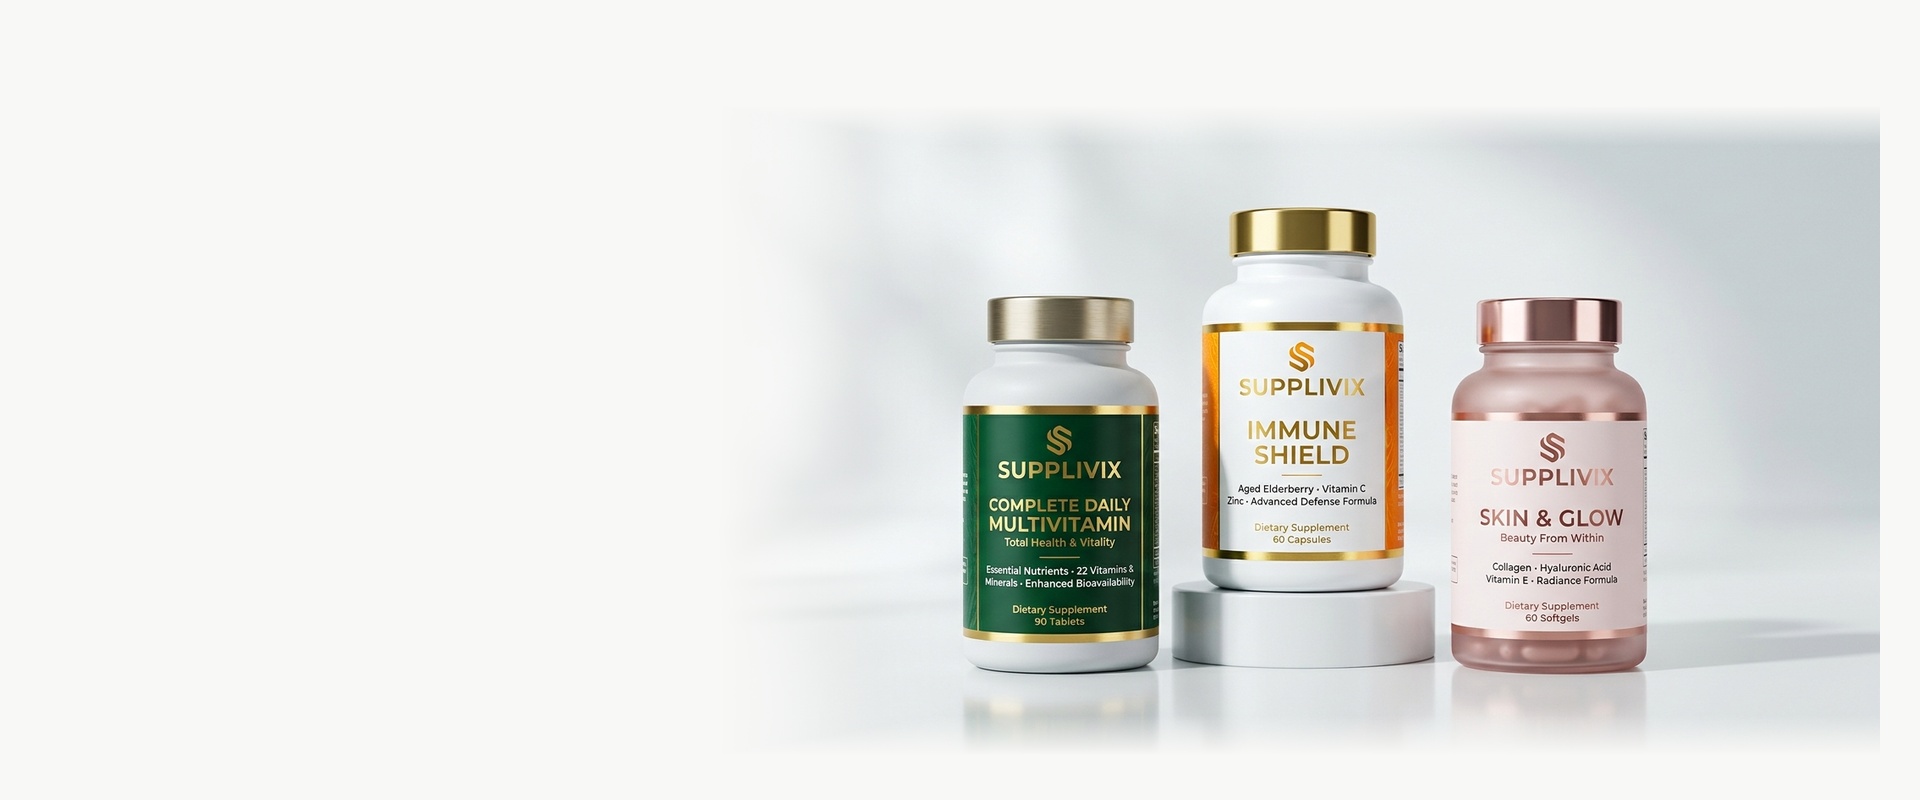 SUPPLIVIX
COMPLETE DAILY
MULTIVITAMIN
Total Health & Vitality
Essential Nutrients • 22 Vitamins &
Minerals • Enhanced Bioavailability
Dietary Supplement
90 Tablets
SUPPLIVIX
IMMUNE
SHIELD
Aged Elderberry • Vitamin C
Zinc • Advanced Defense Formula
Dietary Supplement
60 Capsules
SUPPLIVIX
SKIN & GLOW
Beauty From Within
Collagen • Hyaluronic Acid
Vitamin E • Radiance Formula
Dietary Supplement
60 Softgels